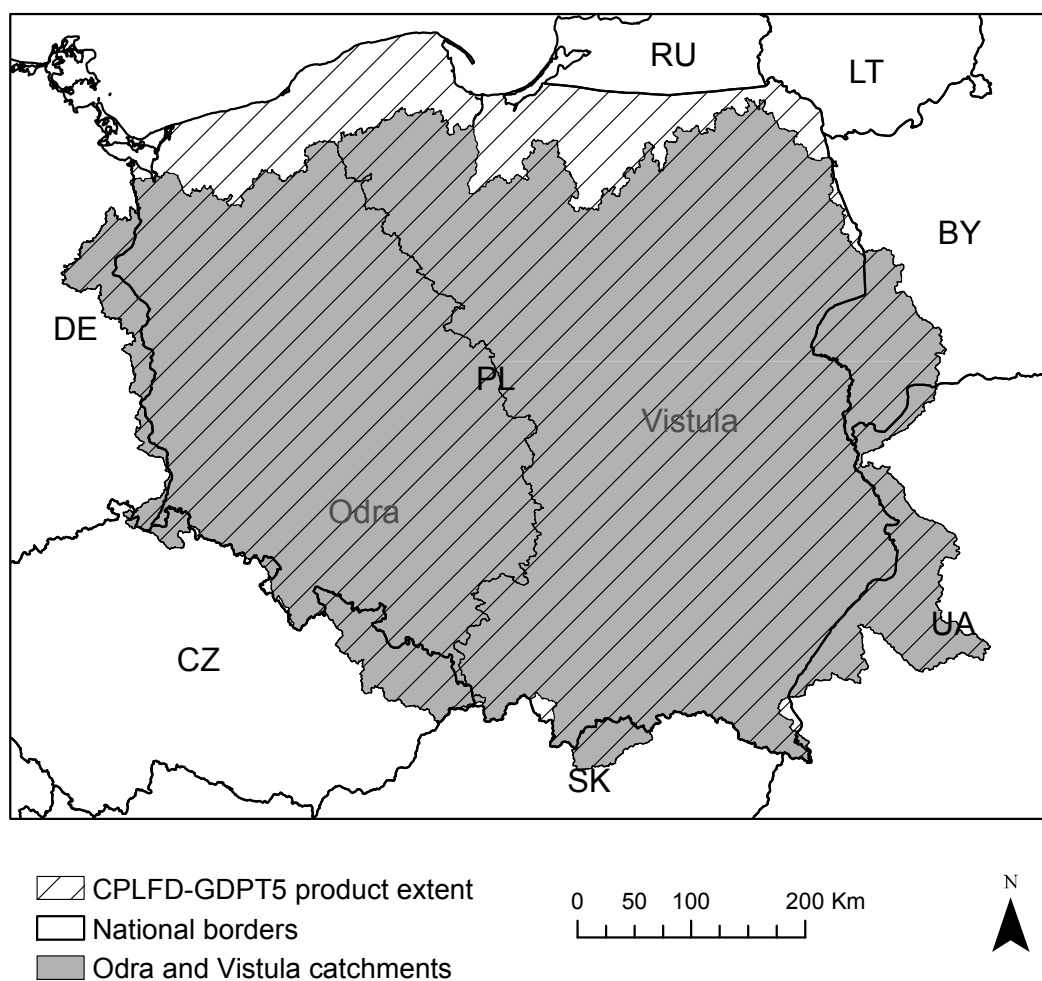 RU
LT
BY
DE
PL
Vistula
Odra
UA
CZ
SK
CPLFD-GDPT5 product extent
National borders
Odra and Vistula catchments
0 50 100 200 Km
N